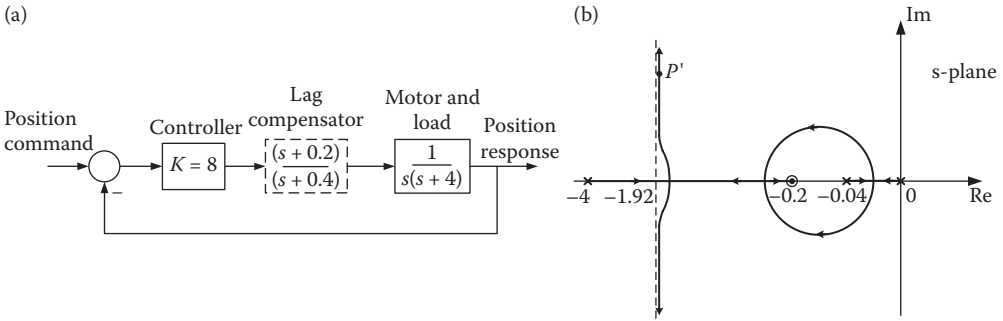 (a)
Position
command
Controller
K = 8
Lag
compensator
(s + 0.2)
(s + 0.4)
Motor and
load
1
s(s + 4)
Position
response
−
(b)
Im
s-plane
P'
−4
−1.92
−0.2
−0.04
0
Re